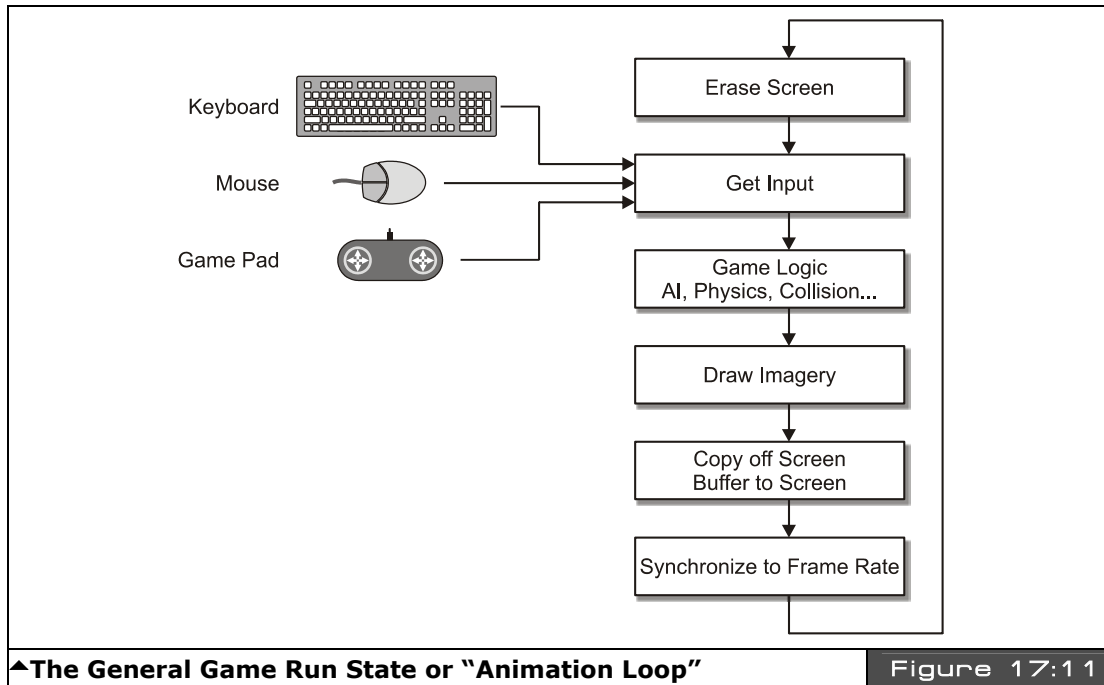 Keyboard
Mouse
Game Pad
Erase Screen
Get Input
Game Logic
AI, Physics, Collision...
Draw Imagery
Copy off Screen
Buffer to Screen
Synchronize to Frame Rate
The General Game Run State or “Animation Loop”
Figure 17:11